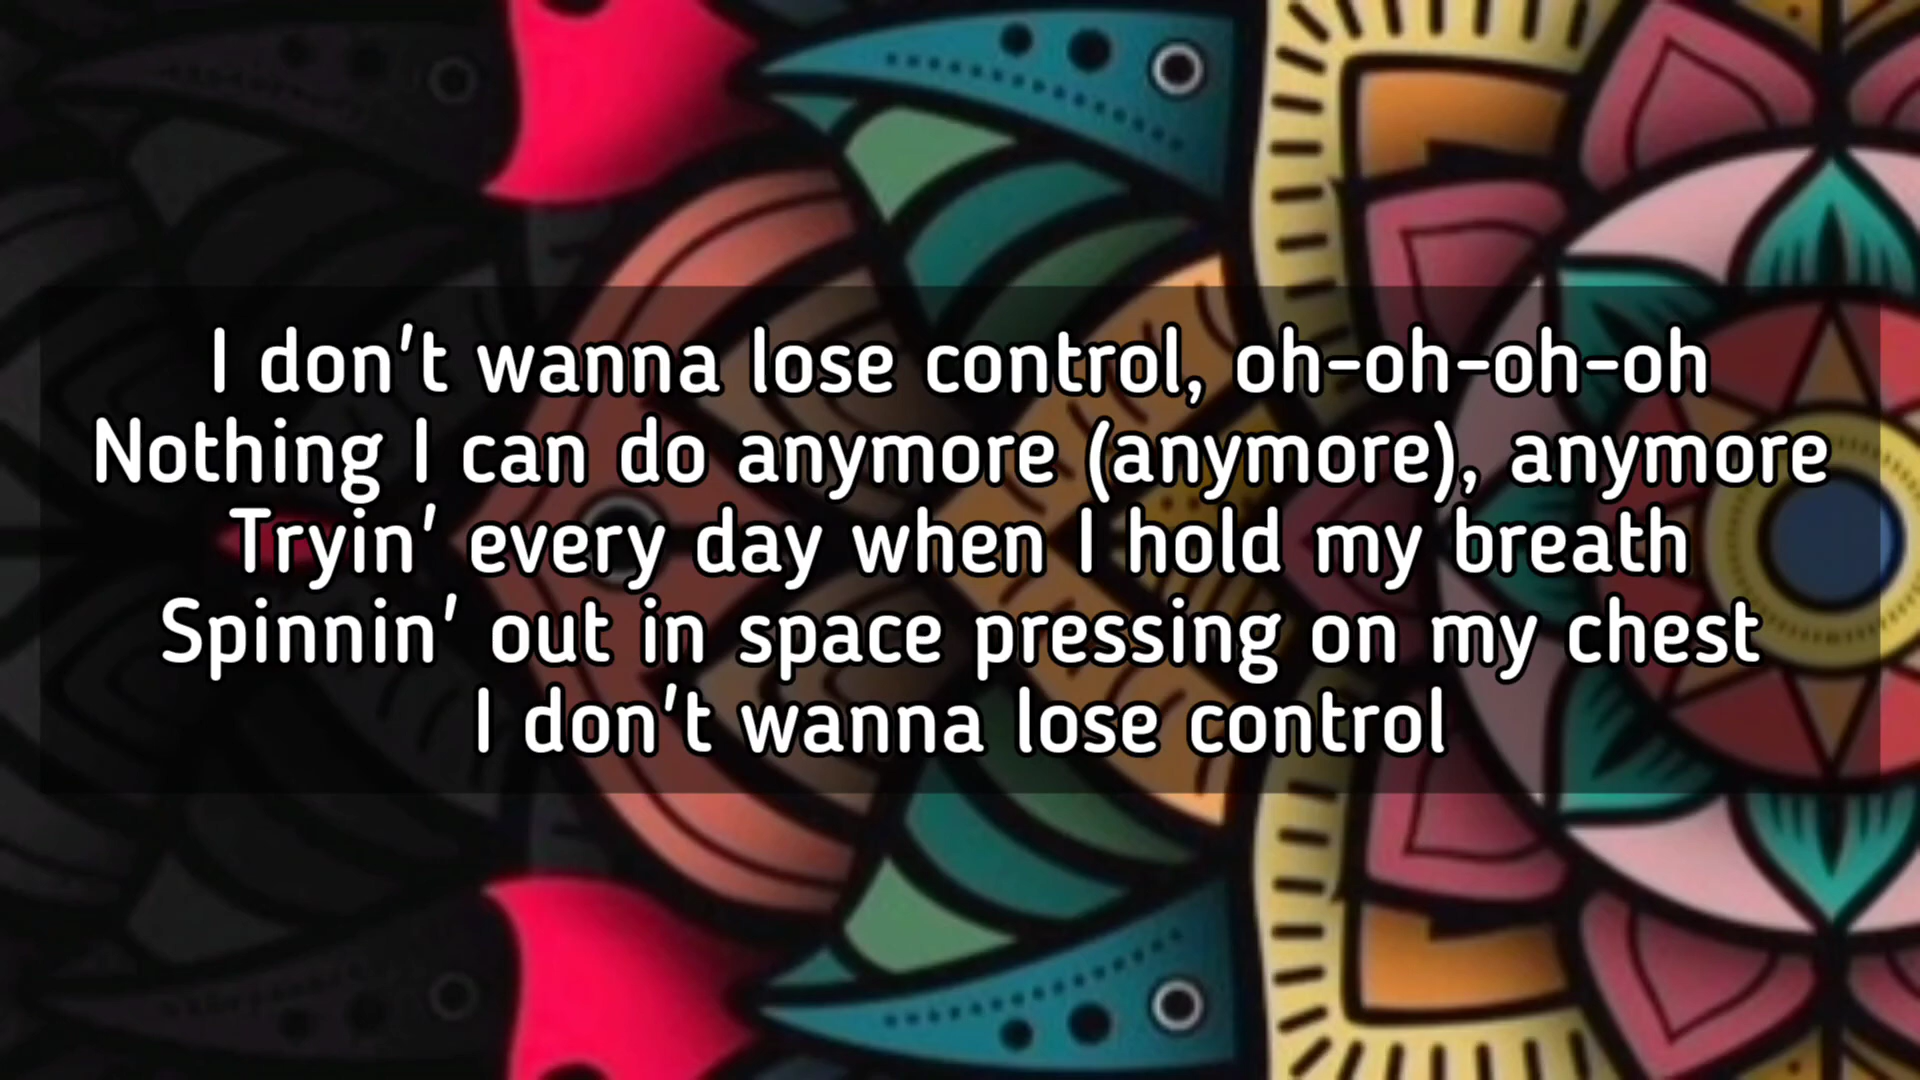 I don't wanna lose control, oh-oh-oh-oh
Nothing I can do anymore (anymore), anymore
Tryin' every day when I hold my breath
Spinnin' out in space pressing on my chest
I don't wanna lose control